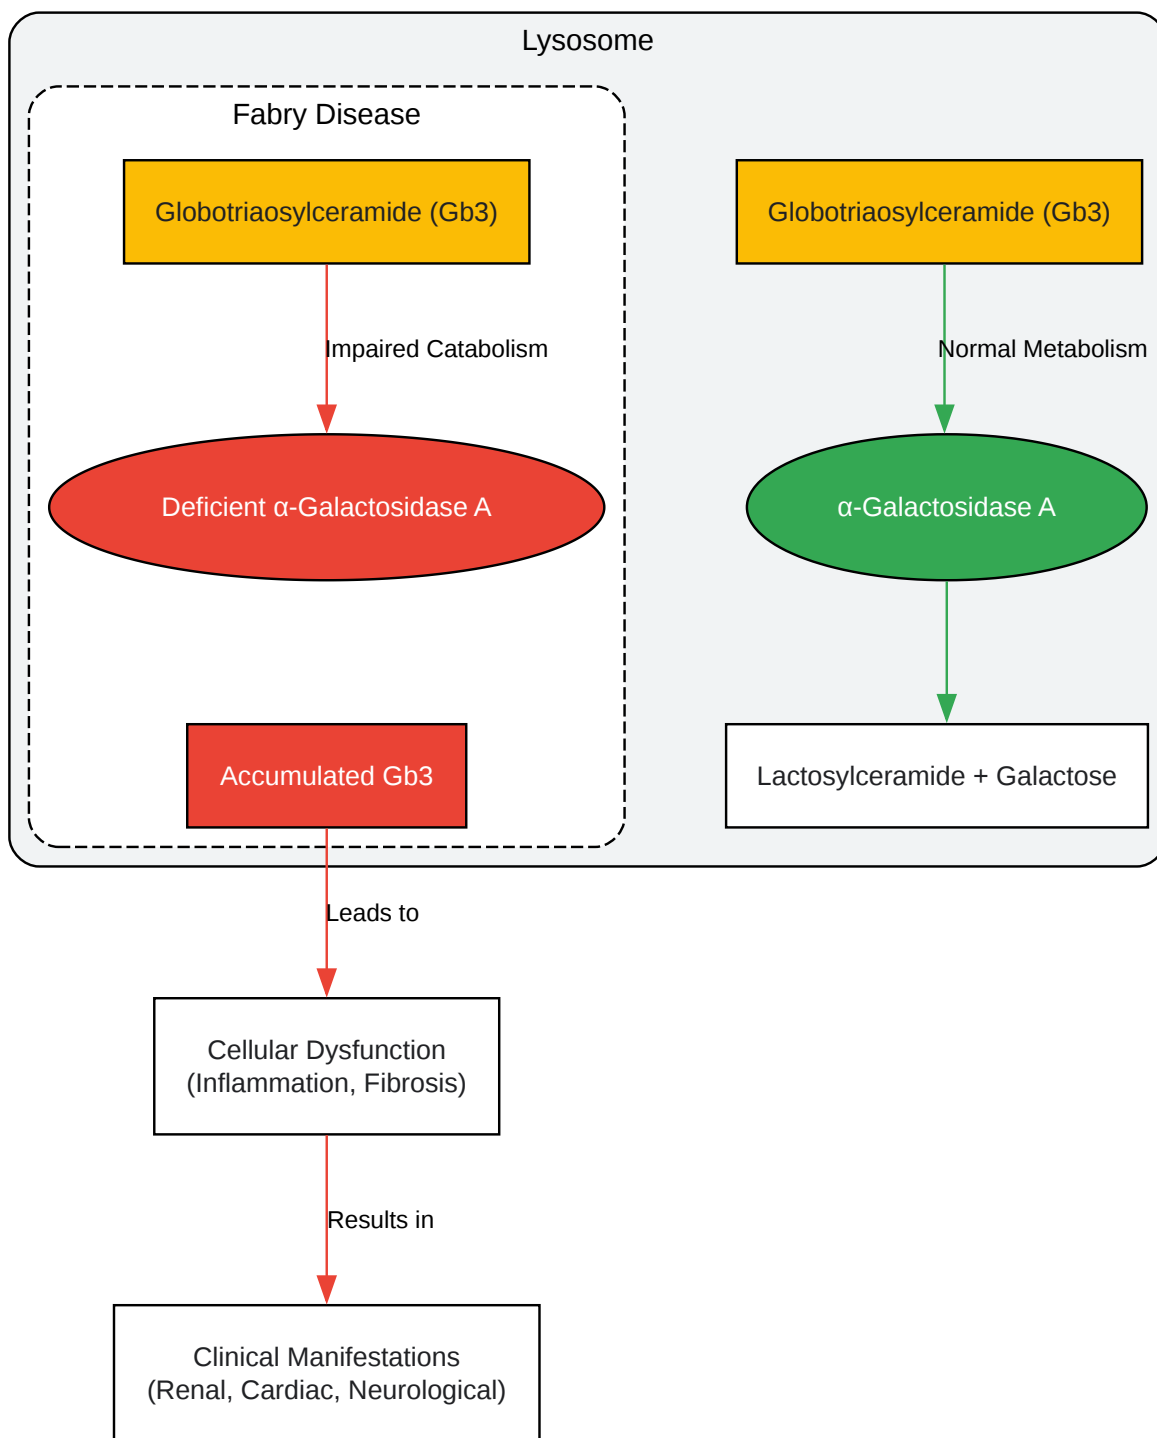 Lysosome
Fabry Disease
Globotriaosylceramide (Gb3)
Impaired Catabolism
Deficient α-Galactosidase A
Accumulated Gb3
Globotriaosylceramide (Gb3)
Normal Metabolism
α-Galactosidase A
Lactosylceramide + Galactose
Leads to
Cellular Dysfunction
(Inflammation, Fibrosis)
Results in
Clinical Manifestations
(Renal, Cardiac, Neurological)